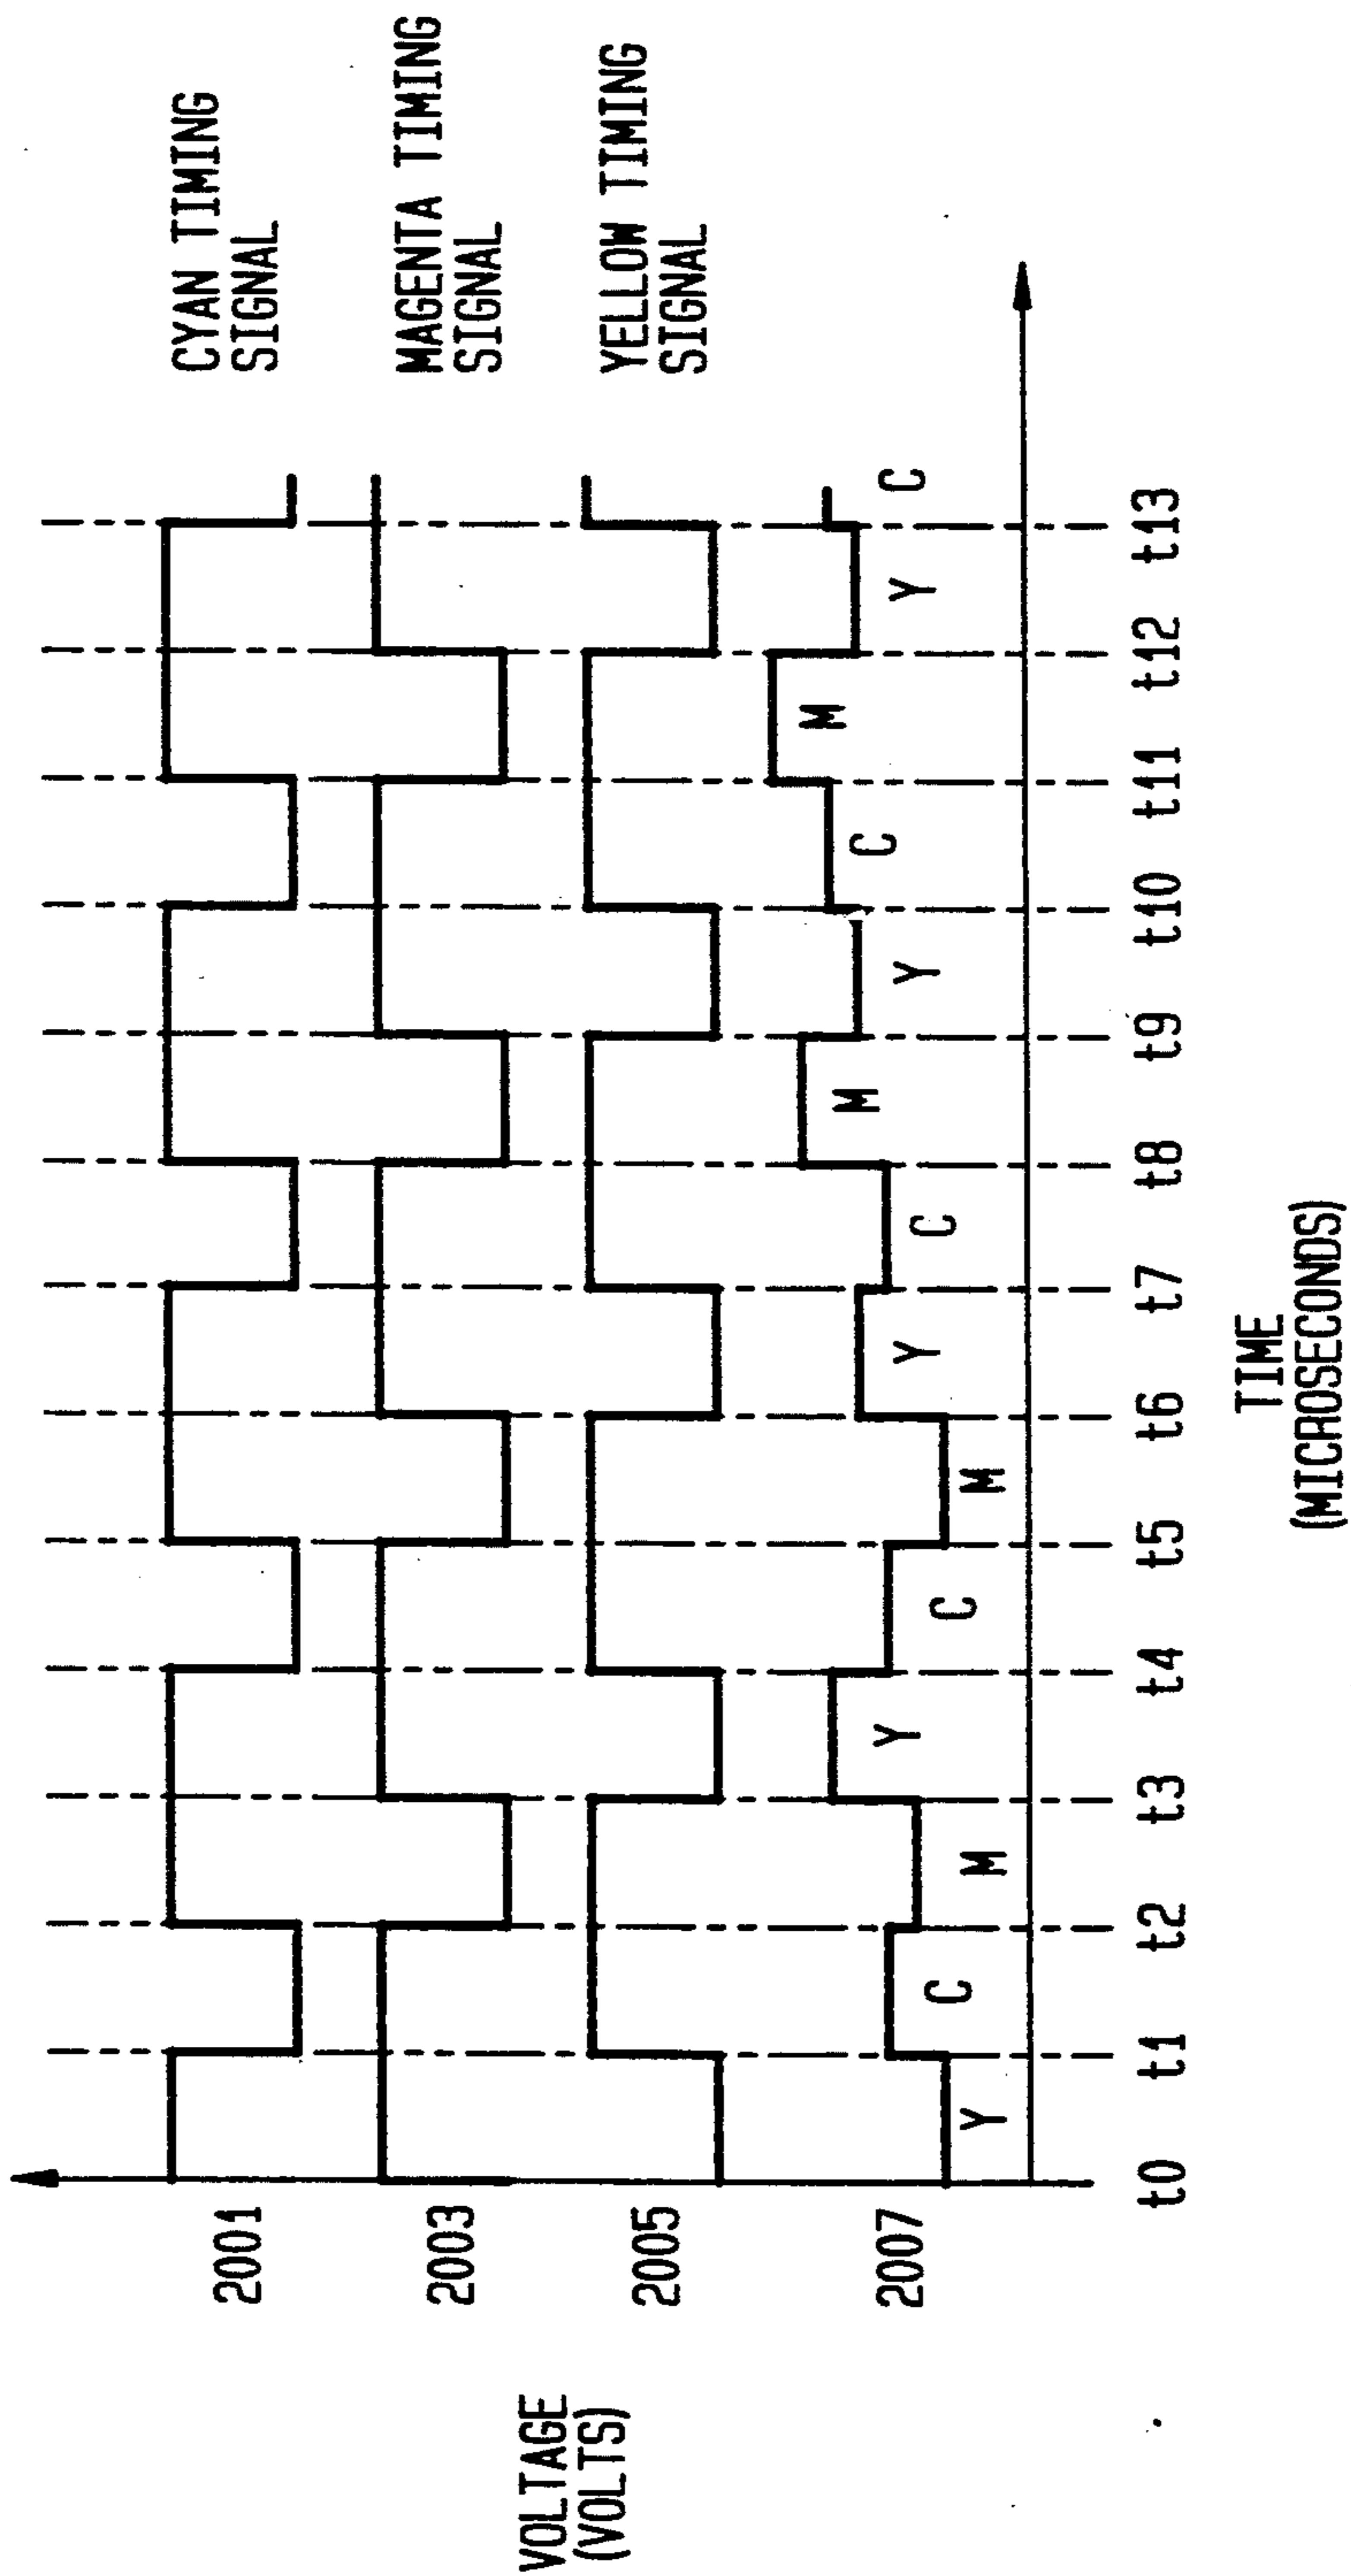 CYAN TIMING
SIGNAL
MAGENTA TIMING
SIGNAL
YELLOW TIMING
SIGNAL
VOLTAGE
(VOLTS)
2001
2003
2005
2007
Y C M Y C M Y C M Y C M Y C
t0 t1 t2 t3 t4 t5 t6 t7 t8 t9 t10 t11 t12 t13
TIME
(MICROSECONDS)